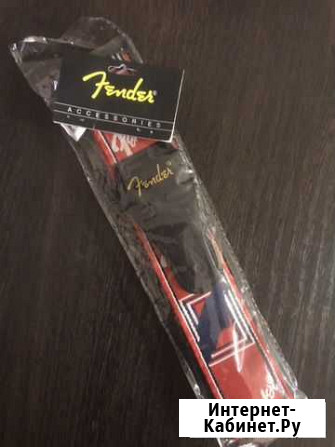 Fender
ACCESSORIES
Fender
Интернет-
Кабинет.Ру